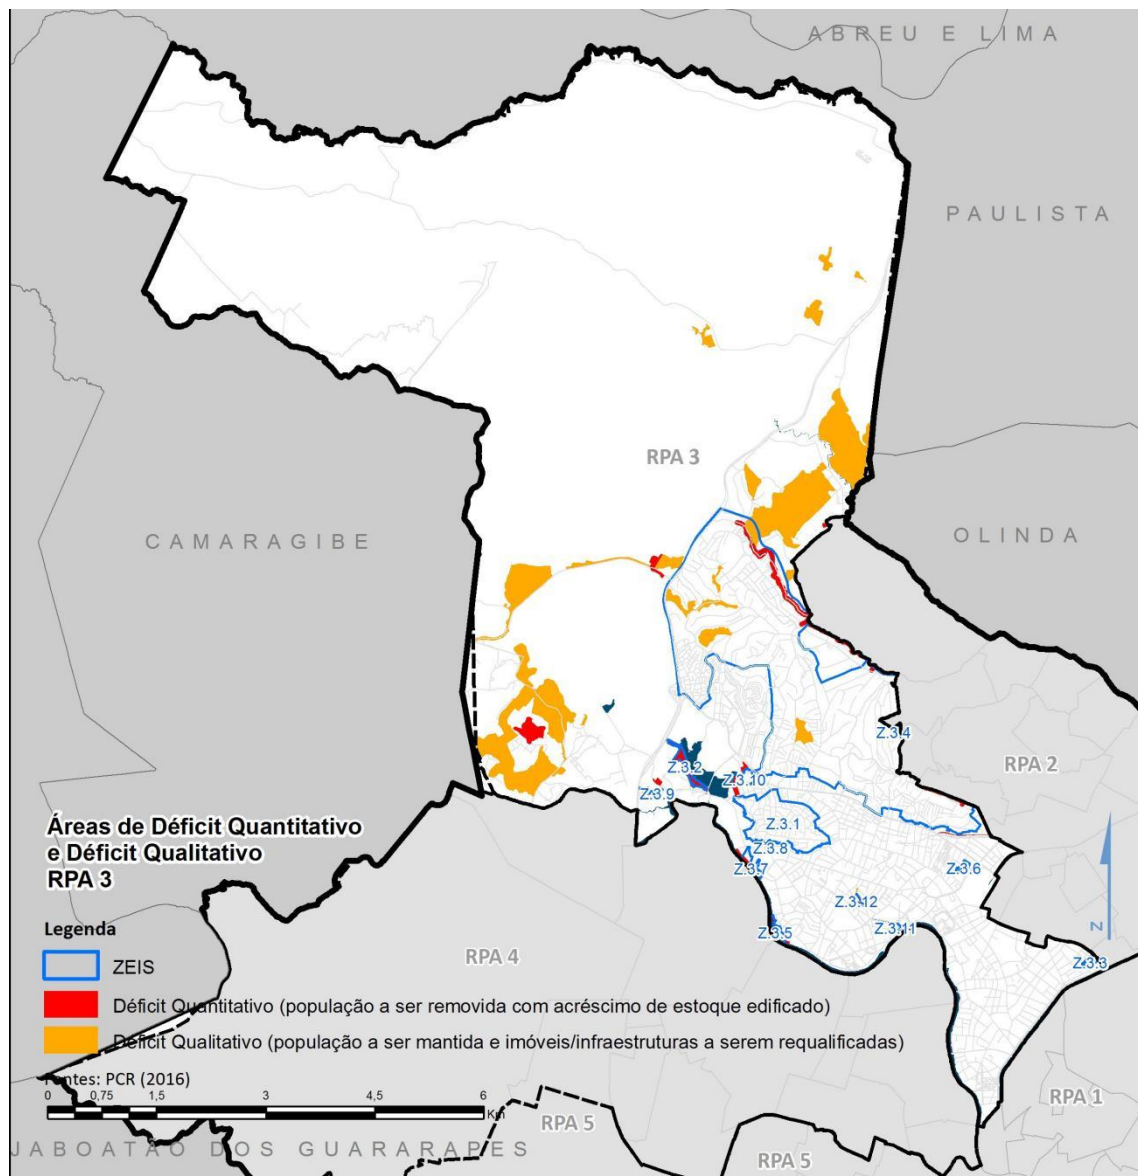 ABREU E LIMA
PAULISTA
RPA 3
OLINDA
CAMARAGIBE
Z.3.4
RPA 2
Z.3.2
Z.3.10
Z.3.9
Z.3.1
Z.3.8
Z.3.7
Z.3.6
Z.3.12
Z.3.11
Z.3.5
Z.3.3
N
Áreas de Déficit Quantitativo
e Déficit Qualitativo
RPA 3
Legenda
ZEIS
Déficit Quantitativo (população a ser removida com acréscimo de estoque edificado)
Déficit Qualitativo (população a ser mantida e imóveis/infraestruturas a serem requalificadas)
Fontes: PCR (2016)
0 0,75 1,5 3 4,5 6
Km
RPA 4
RPA 1
RPA 5
RPA 5
JABOATÃO DOS GUARARAPES